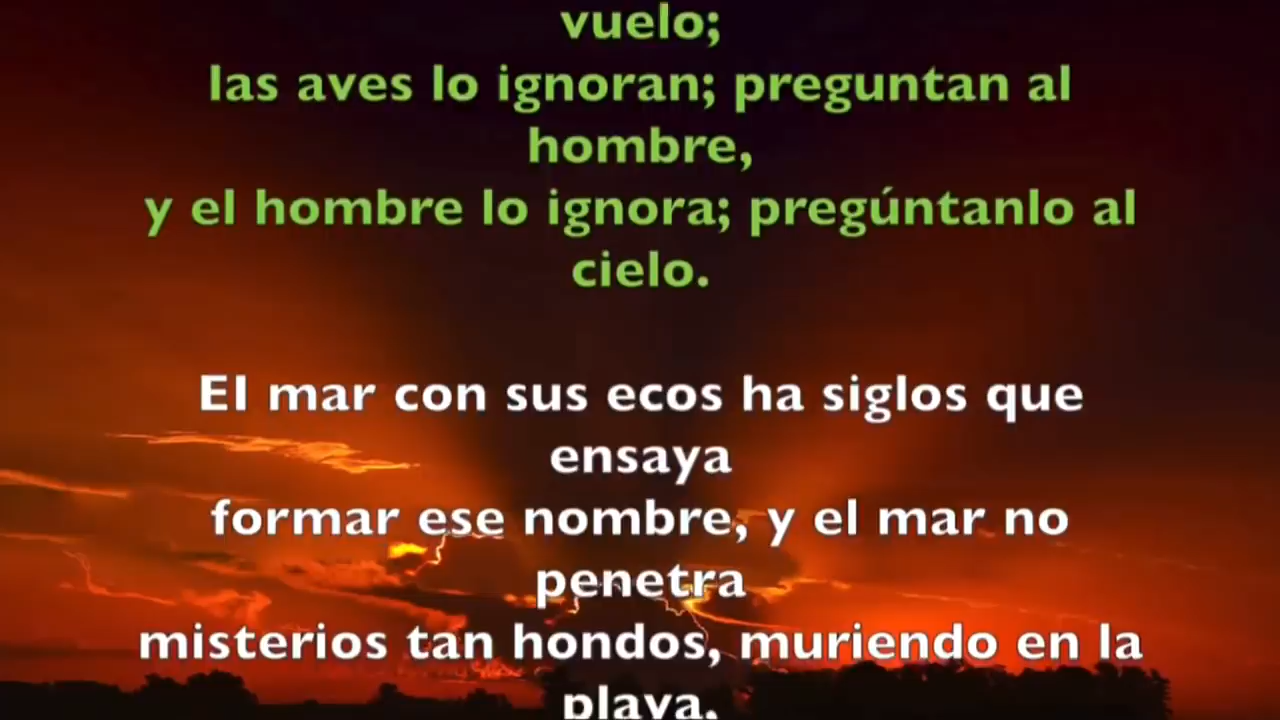 vuelo;
las aves lo ignoran; preguntan al
hombre,
y el hombre lo ignora; pregúntanlo al
cielo.
El mar con sus ecos ha siglos que
ensaya
formar ese nombre, y el mar no
penetra
misterios tan hondos, muriendo en la
playa,